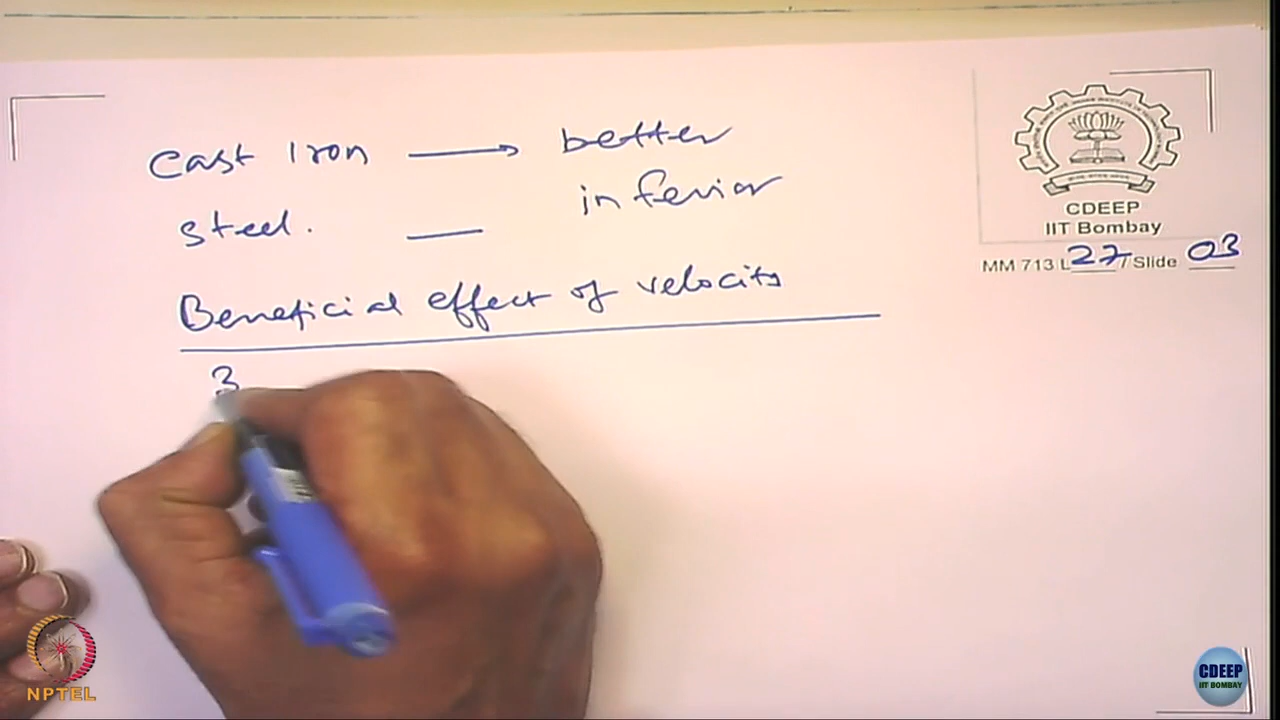 Cast Iron → better
steel. — inferior
Beneficial effect of velocity
3
CDEEP
IIT Bombay
MM 713 L 27 / Slide 03
NPTEL
CDEEP
IIT BOMBAY